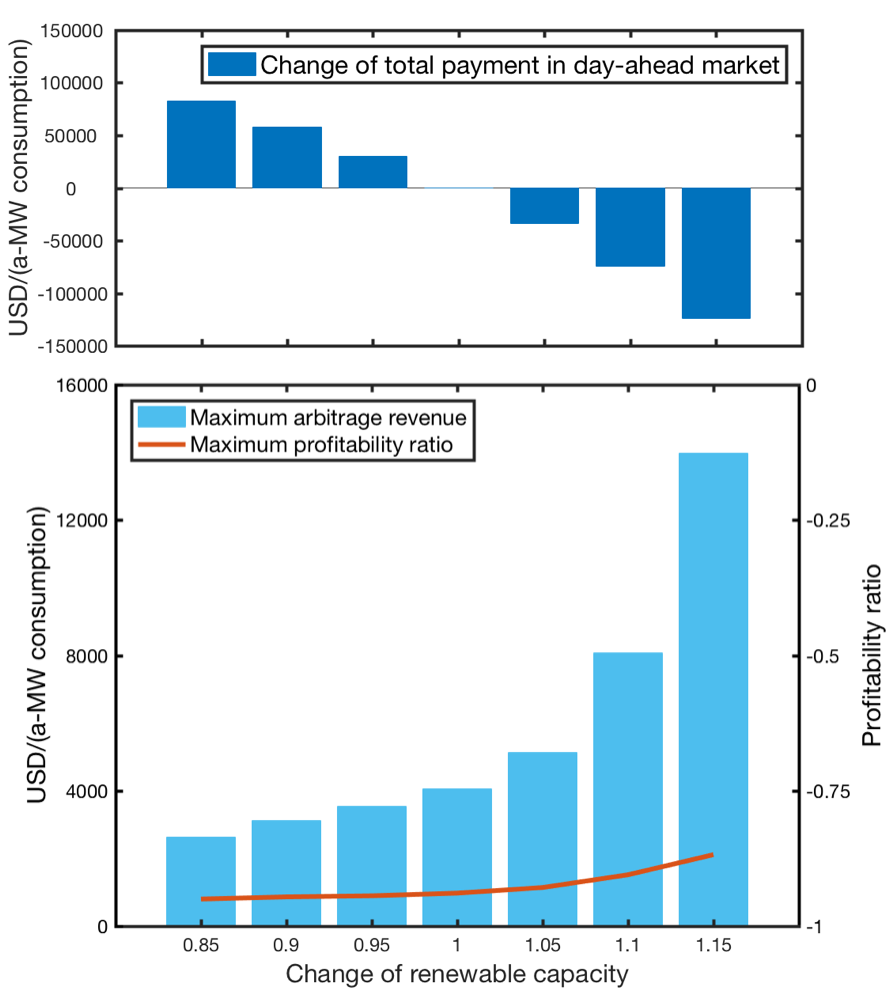 150000
100000
50000
0
-50000
-100000
-150000
USD/(a-MW consumption)
Change of total payment in day-ahead market
16000
12000
8000
4000
0
USD/(a-MW consumption)
Maximum arbitrage revenue
Maximum profitability ratio
0
-0.25
-0.5
-0.75
-1
Profitability ratio
0.85 0.9 0.95 1 1.05 1.1 1.15
Change of renewable capacity